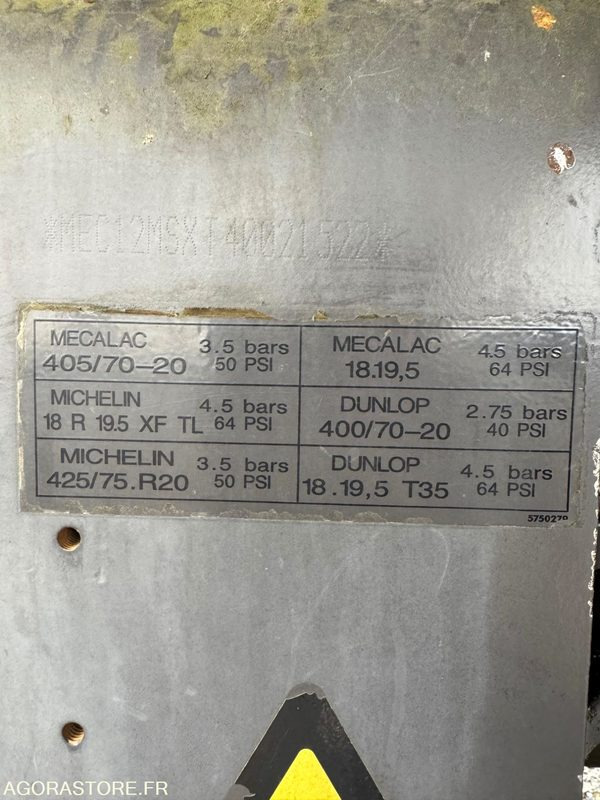 *MEC12MSXT40021522*
MECALAC 3.5 bars
405/70-20 50 PSI
MECALAC 4.5 bars
18.19,5 64 PSI
MICHELIN 4.5 bars
18 R 19.5 XF TL 64 PSI
DUNLOP 2.75 bars
400/70-20 40 PSI
MICHELIN 3.5 bars
425/75.R20 50 PSI
DUNLOP 4.5 bars
18.19,5 T35 64 PSI
5750279
AGORASTORE.FR